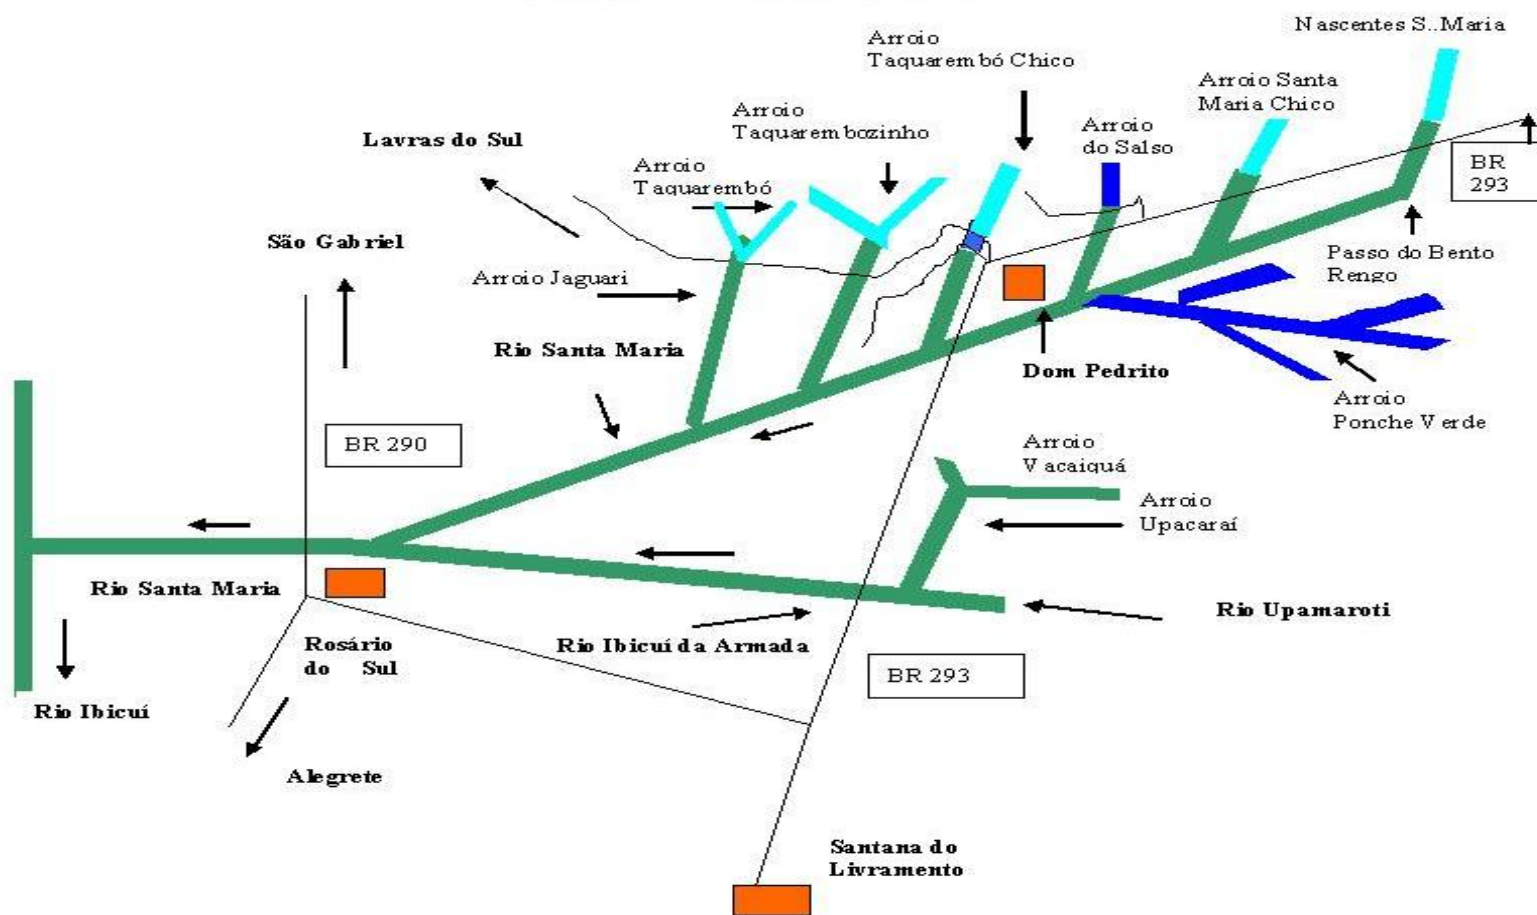 Nascentes S..Maria
Arroio
Taquarembó Chico
Arroio Santa
Maria Chico
Arroio
Taquarembozinho
Arroio
do Salso
Lavras do Sul
Arroio
Taquarembó
BR
293
São Gabriel
Passo do Bento
Rengo
Arroio Jaguari
Rio Santa Maria
Dom Pedrito
Arroio
Ponche Verde
BR 290
Arroio
Vacaiquá
Arroio
Upacaraí
Rio Santa Maria
Rio Upamaroti
Rosário
do Sul
Rio Ibicuí da Armada
BR 293
Rio Ibicuí
Alegrete
Santana do
Livramento